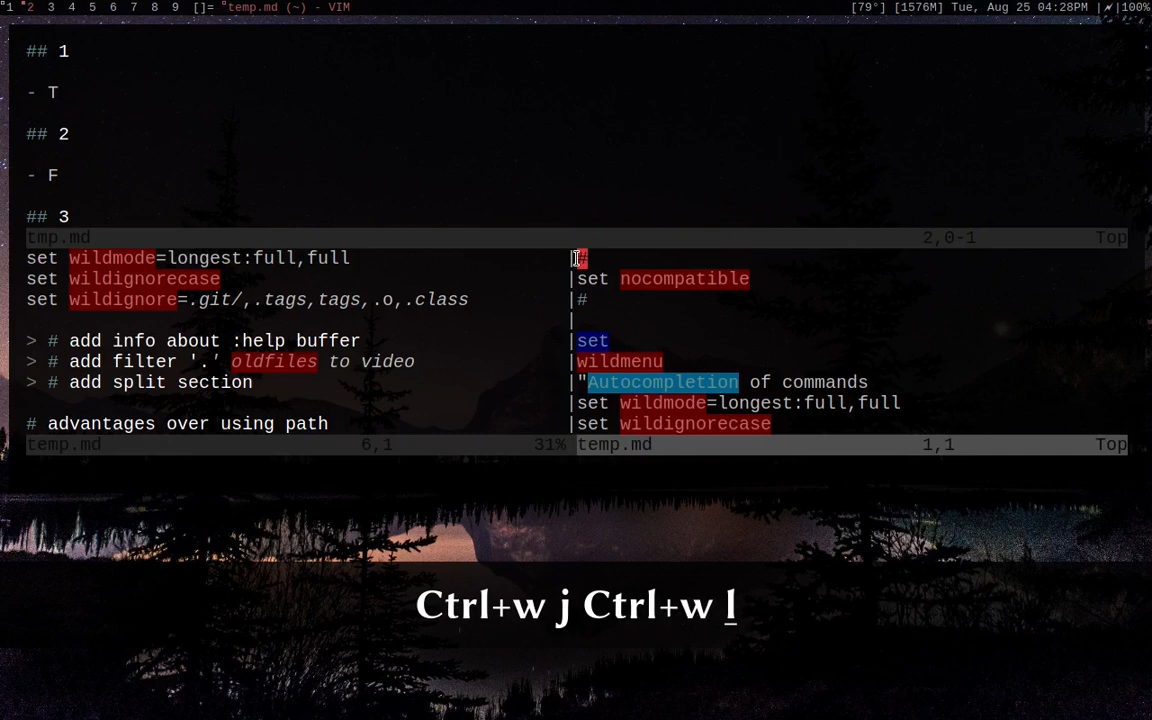 1 2 3 4 5 6 7 8 9 []= temp.md (~) - VIM [79°] [1576M] Tue, Aug 25 04:28PM | |100%
## 1
- T
## 2
- F
## 3
tmp.md 2,0-1 Top
set wildmode=longest:full,full
set wildignorecase
set wildignore=.git/,.tags,tags,.o,.class
> # add info about :help buffer
> # add filter '.' oldfiles to video
> # add split section
# advantages over using path
temp.md 6,1 31%
|#
|set nocompatible
|#
|
|set
|wildmenu
|"Autocompletion of commands
|set wildmode=longest:full,full
|set wildignorecase
temp.md 1,1 Top
Ctrl+w j Ctrl+w l